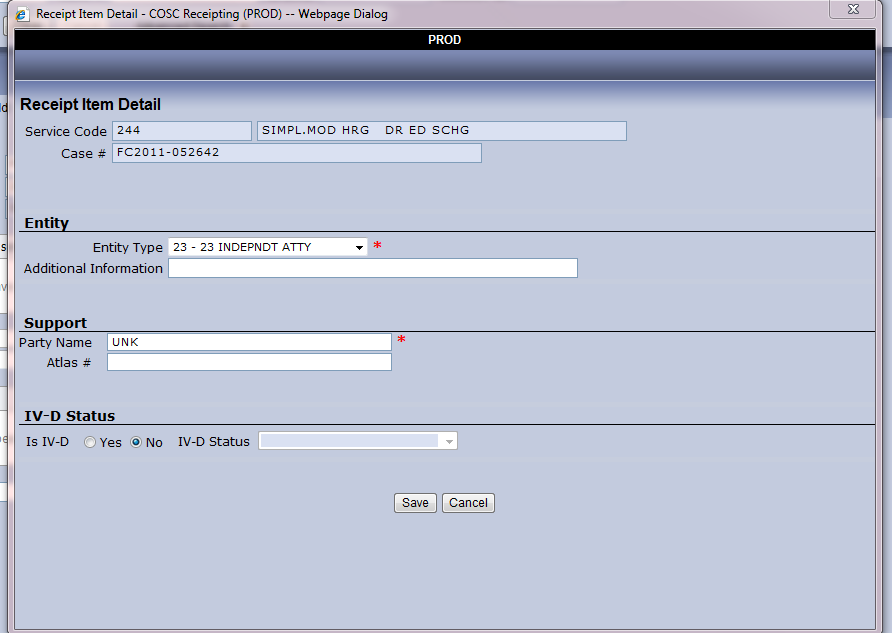 Receipt Item Detail - COSC Receipting (PROD) -- Webpage Dialog
PROD
Receipt Item Detail
Service Code 244 SIMPL.MOD HRG DR ED SCHG
Case # FC2011-052642
Entity
Entity Type 23 - 23 INDEPNDT ATTY *
Additional Information
Support
Party Name UNK *
Atlas #
IV-D Status
Is IV-D Yes No IV-D Status
Save Cancel